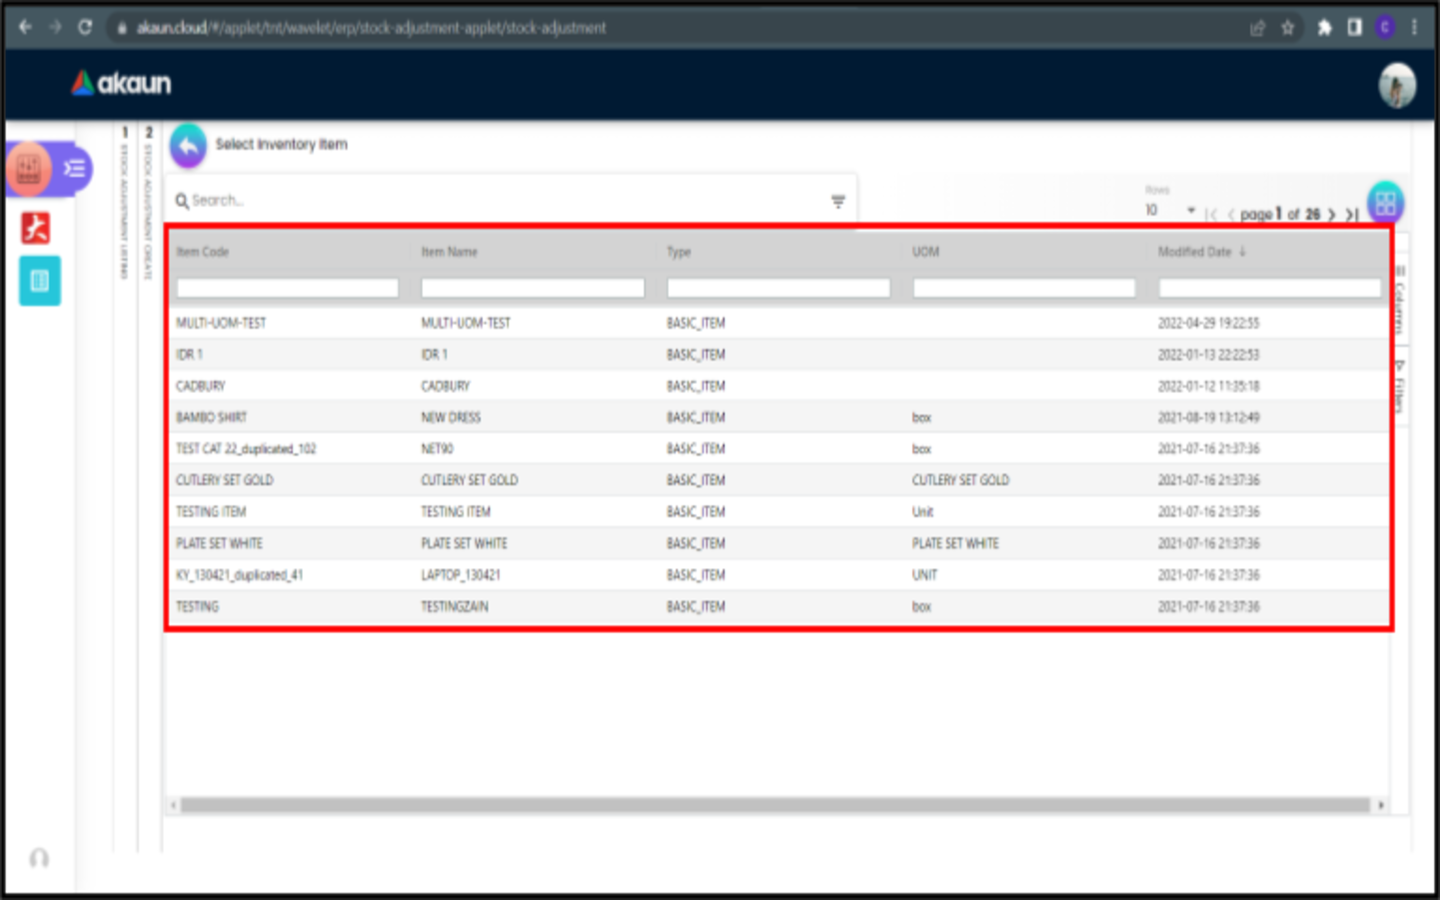 akaun.cloud/#/applet/tnt/wavelet/erp/stock-adjustment-applet/stock-adjustment
C
akaun
1 STOCK ADJUSTMENT LISTING
2 STOCK ADJUSTMENT CREATE
Select Inventory Item
Search...
Rows
10
page 1 of 26
Item Code Item Name Type UOM Modified Date
MULTI-UOM-TEST MULTI-UOM-TEST BASIC_ITEM 2022-04-29 19:22:55
IDR 1 IDR 1 BASIC_ITEM 2022-01-13 22:22:53
CADBURY CADBURY BASIC_ITEM 2022-01-12 11:35:18
BAMBO SHIRT NEW DRESS BASIC_ITEM box 2021-08-19 13:12:49
TEST CAT 22_duplicated_102 NET90 BASIC_ITEM box 2021-07-16 21:37:36
CUTLERY SET GOLD CUTLERY SET GOLD BASIC_ITEM CUTLERY SET GOLD 2021-07-16 21:37:36
TESTING ITEM TESTING ITEM BASIC_ITEM Unit 2021-07-16 21:37:36
PLATE SET WHITE PLATE SET WHITE BASIC_ITEM PLATE SET WHITE 2021-07-16 21:37:36
KY_130421_duplicated_41 LAPTOP_130421 BASIC_ITEM UNIT 2021-07-16 21:37:36
TESTING TESTINGZAIN BASIC_ITEM box 2021-07-16 21:37:36
Columns
Filters